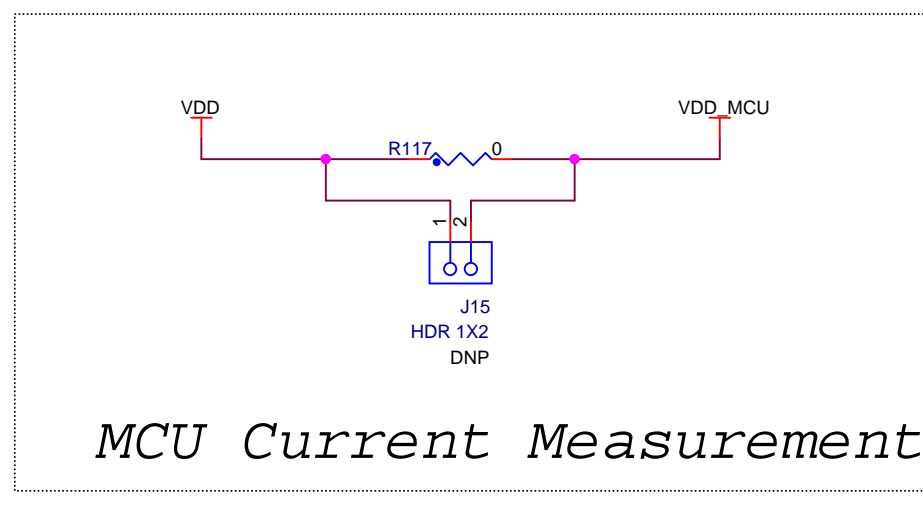 VDD
VDD_MCU
R117
0
1
2
J15
HDR 1X2
DNP
MCU Current Measurement